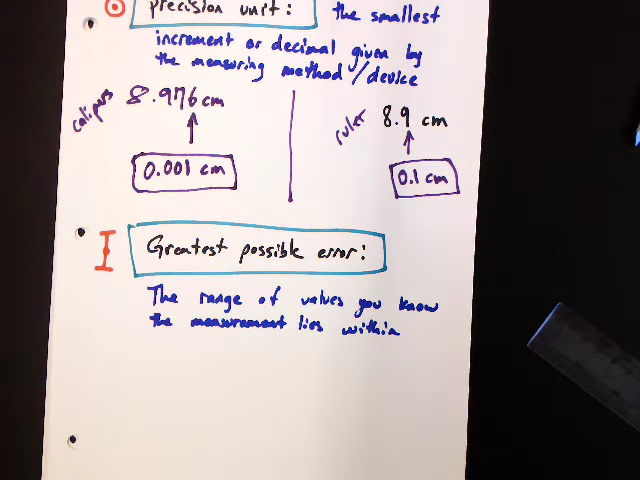 precision unit: the smallest
increment or decimal given by
the measuring method/device
calipers 8.976 cm
ruler 8.9 cm
0.001 cm
0.1 cm
Greatest possible error:
The range of values you know
the measurement lies within